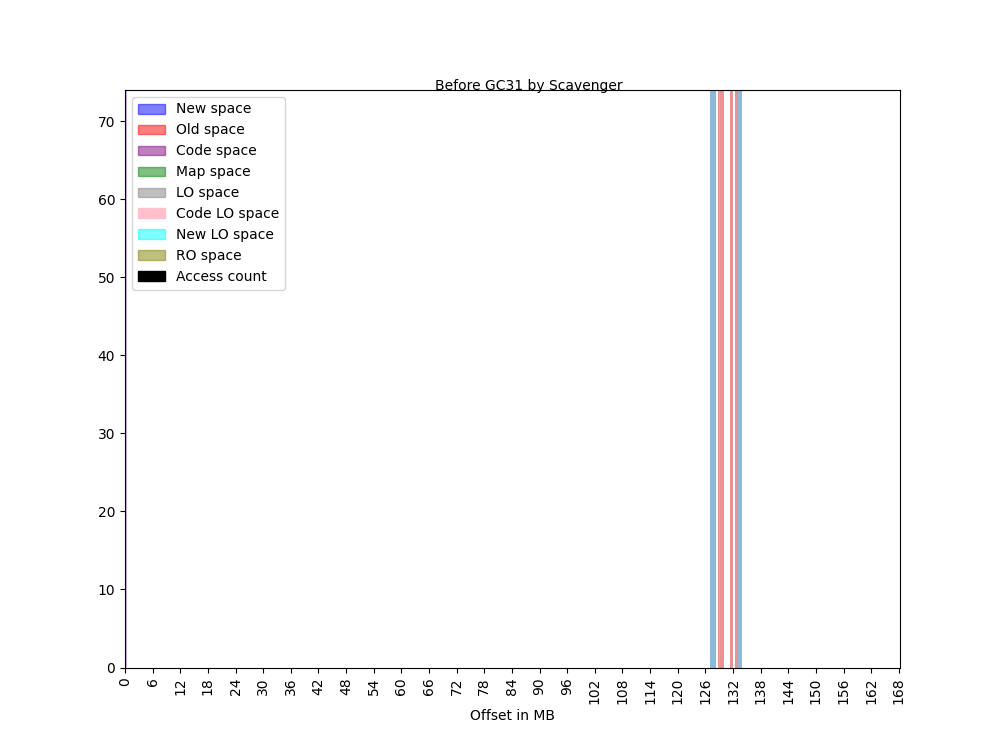 Before GC31 by Scavenger
New space
Old space
Code space
Map space
LO space
Code LO space
New LO space
RO space
Access count
70
60
50
40
30
20
10
0
0 6 12 18 24 30 36 42 48 54 60 66 72 78 84 90 96 102 108 114 120 126 132 138 144 150 156 162 168
Offset in MB